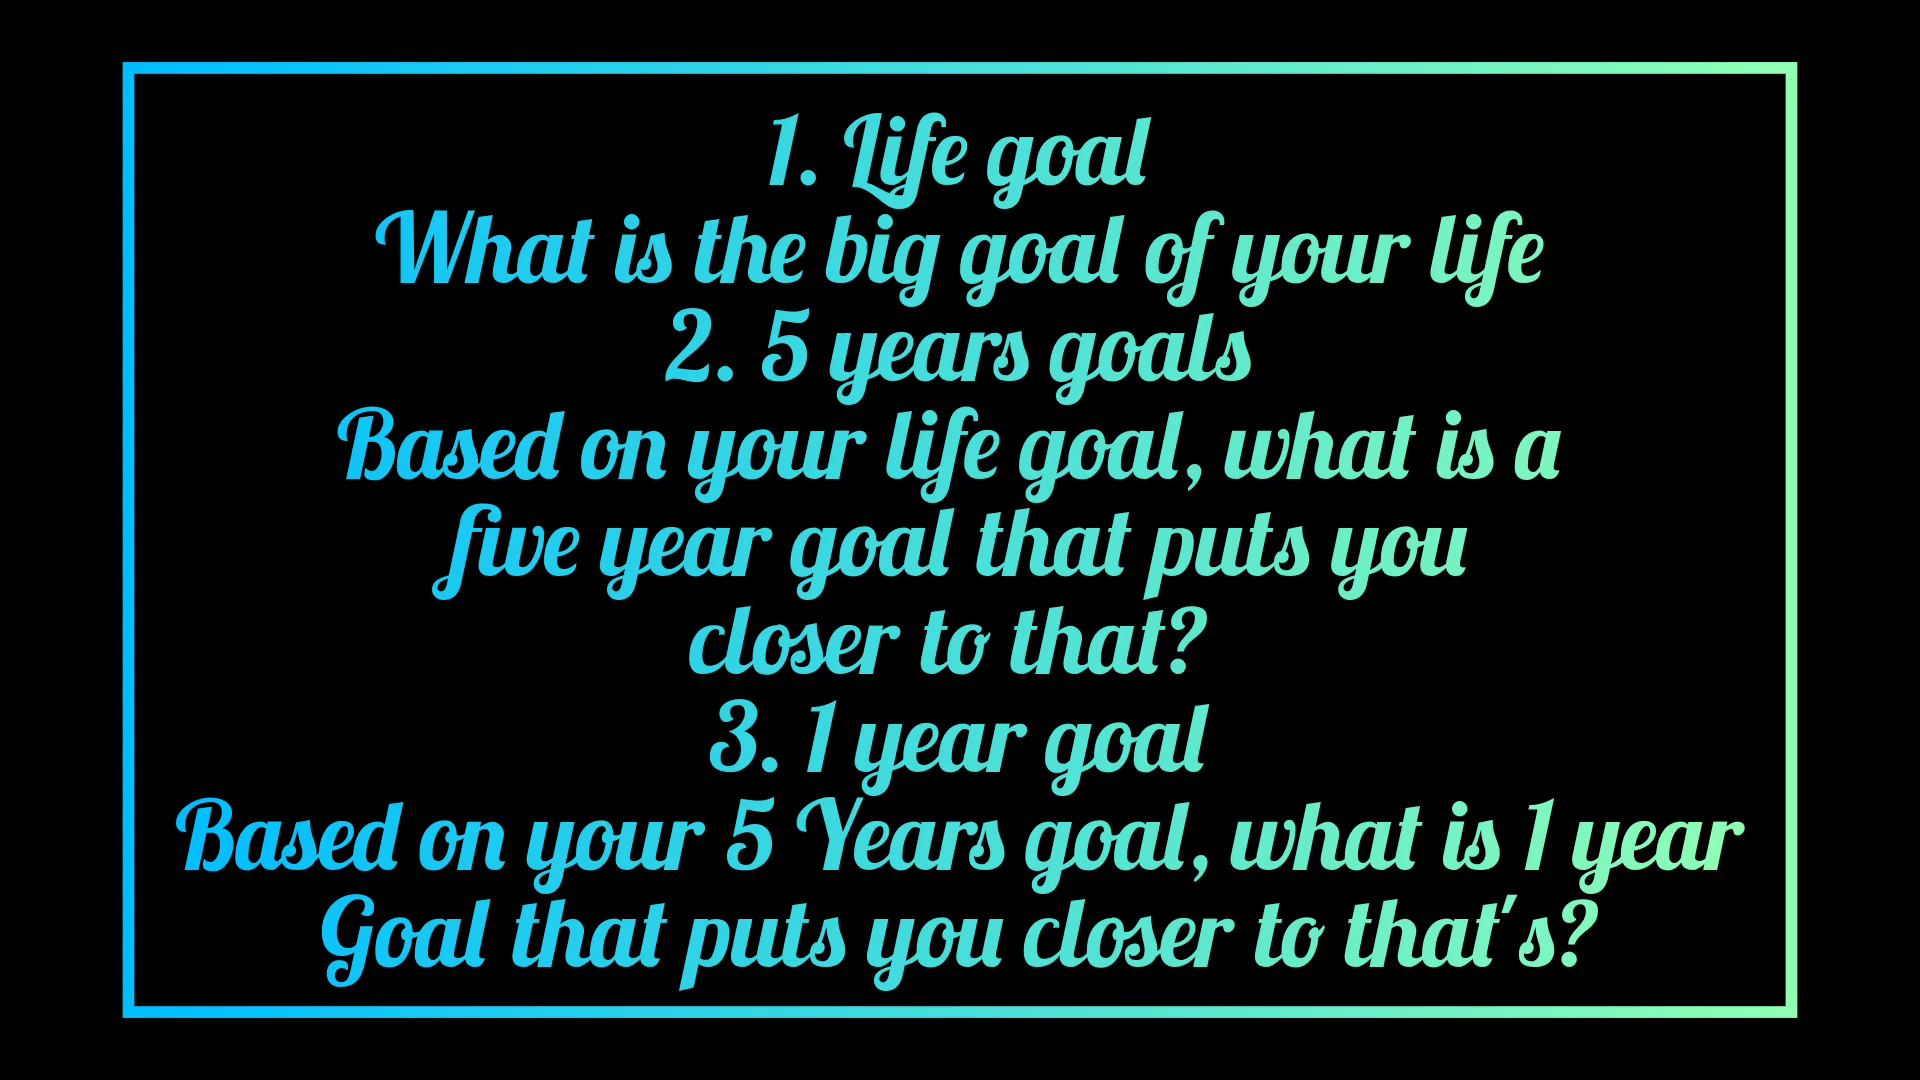 1. Life goal
What is the big goal of your life
2. 5 years goals
Based on your life goal, what is a
five year goal that puts you
closer to that?
3. 1 year goal
Based on your 5 Years goal, what is 1 year
Goal that puts you closer to that's?